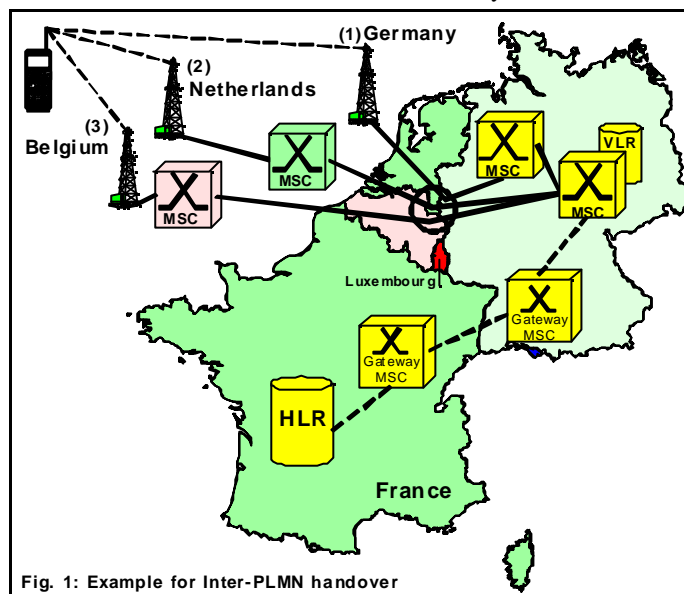 (1) Germany
(2)
Netherlands
(3)
Belgium
MSC
MSC
MSC
VLR
MSC
Luxembourg
Gateway
MSC
Gateway
MSC
HLR
France
Fig. 1: Example for Inter-PLMN handover